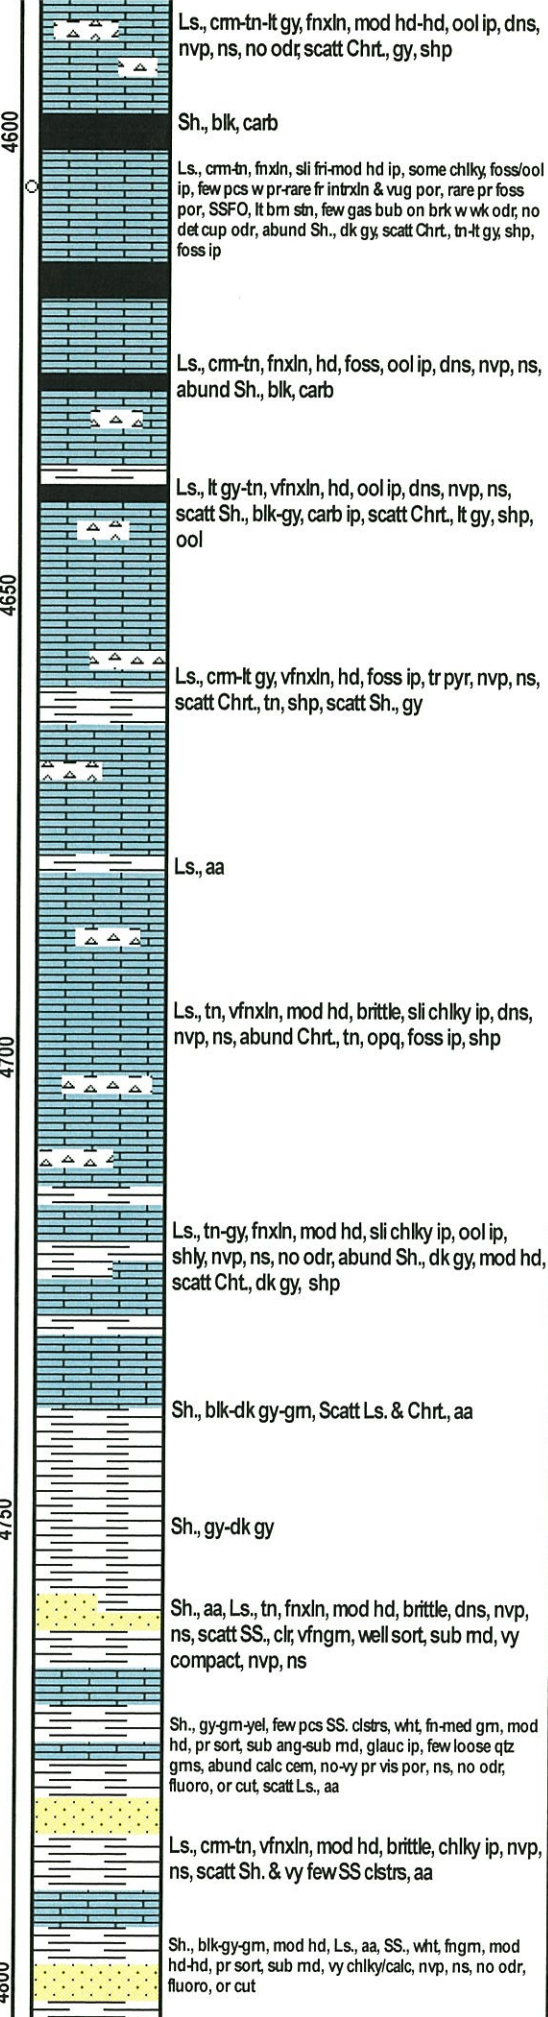 Ls., crm-tn-lt gy, fnxln, mod hd-hd, ool ip, dns,
nvp, ns, no odr, scatt Chrt., gy, shp
4600
Sh., blk, carb
Ls., crm-tn, fnxln, sli fri-mod hd ip, some chlky, foss/ool
ip, few pcs w pr-rare fr intrxln & vug por, rare pr foss
por, SSFO, lt brn stn, few gas bub on brk w wk odr, no
det cup odr, abund Sh., dk gy, scatt Chrt., tn-lt gy, shp,
foss ip
Ls., crm-tn, fnxln, hd, foss, ool ip, dns, nvp, ns,
abund Sh., blk, carb
Ls., lt gy-tn, vfnxln, hd, ool ip, dns, nvp, ns,
scatt Sh., blk-gy, carb ip, scatt Chrt., lt gy, shp,
ool
4650
Ls., crm-lt gy, vfnxln, hd, foss ip, tr pyr, nvp, ns,
scatt Chrt., tn, shp, scatt Sh., gy
Ls., aa
Ls., tn, vfnxln, mod hd, brittle, sli chlky ip, dns,
nvp, ns, abund Chrt., tn, opq, foss ip, shp
4700
Ls., tn-gy, fnxln, mod hd, sli chlky ip, ool ip,
shly, nvp, ns, no odr, abund Sh., dk gy, mod hd,
scatt Cht., dk gy, shp
Sh., blk-dk gy-grn, Scatt Ls. & Chrt., aa
4750
Sh., gy-dk gy
Sh., aa, Ls., tn, fnxln, mod hd, brittle, dns, nvp,
ns, scatt SS., clr, vfngrn, well sort, sub rnd, vy
compact, nvp, ns
Sh., gy-grn-yel, few pcs SS. clstrs, wht, fn-med grn, mod
hd, pr sort, sub ang-sub rnd, glauc ip, few loose qtz
grns, abund calc cem, no-vy pr vis por, ns, no odr,
fluoro, or cut, scatt Ls., aa
Ls., crm-tn, vfnxln, mod hd, brittle, chlky ip, nvp,
ns, scatt Sh. & vy few SS clstrs, aa
Sh., blk-gy-grn, mod hd, Ls., aa, SS., wht, fngrn, mod
hd-hd, pr sort, sub rnd, vy chlky/calc, nvp, ns, no odr,
fluoro, or cut
4800